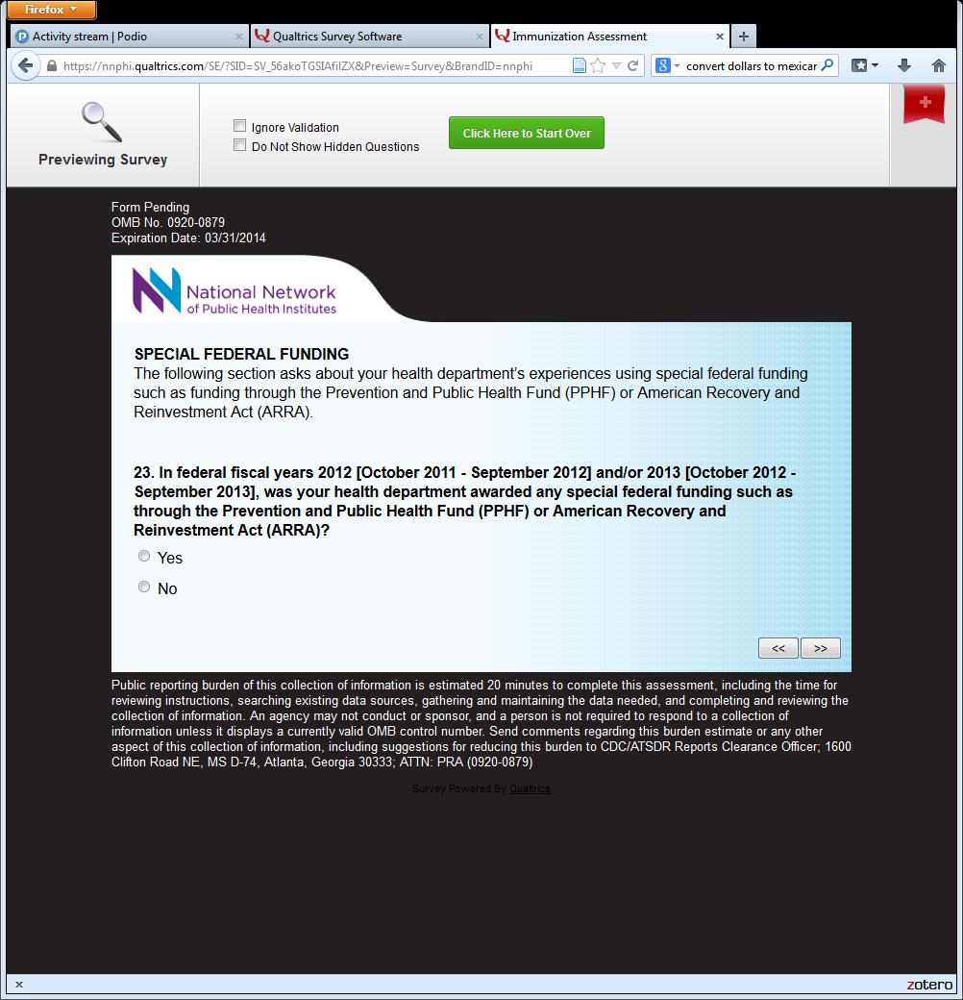 Firefox
Activity stream | Podio
Qualtrics Survey Software
Immunization Assessment
https://nnphi.qualtrics.com/SE/?SID=SV_56akoTGSIAfilZX&Preview=Survey&BrandID=nnphi
convert dollars to mexicar
Previewing Survey
Ignore Validation
Do Not Show Hidden Questions
Click Here to Start Over
Form Pending
OMB No. 0920-0879
Expiration Date: 03/31/2014
National Network
of Public Health Institutes
SPECIAL FEDERAL FUNDING
The following section asks about your health department's experiences using special federal funding
such as funding through the Prevention and Public Health Fund (PPHF) or American Recovery and
Reinvestment Act (ARRA).
23. In federal fiscal years 2012 [October 2011 - September 2012] and/or 2013 [October 2012 -
September 2013], was your health department awarded any special federal funding such as
through the Prevention and Public Health Fund (PPHF) or American Recovery and
Reinvestment Act (ARRA)?
Yes
No
<< >>
Public reporting burden of this collection of information is estimated 20 minutes to complete this assessment, including the time for
reviewing instructions, searching existing data sources, gathering and maintaining the data needed, and completing and reviewing the
collection of information. An agency may not conduct or sponsor, and a person is not required to respond to a collection of
information unless it displays a currently valid OMB control number. Send comments regarding this burden estimate or any other
aspect of this collection of information, including suggestions for reducing this burden to CDC/ATSDR Reports Clearance Officer; 1600
Clifton Road NE, MS D-74, Atlanta, Georgia 30333; ATTN: PRA (0920-0879)
Survey Powered By Qualtrics
zotero